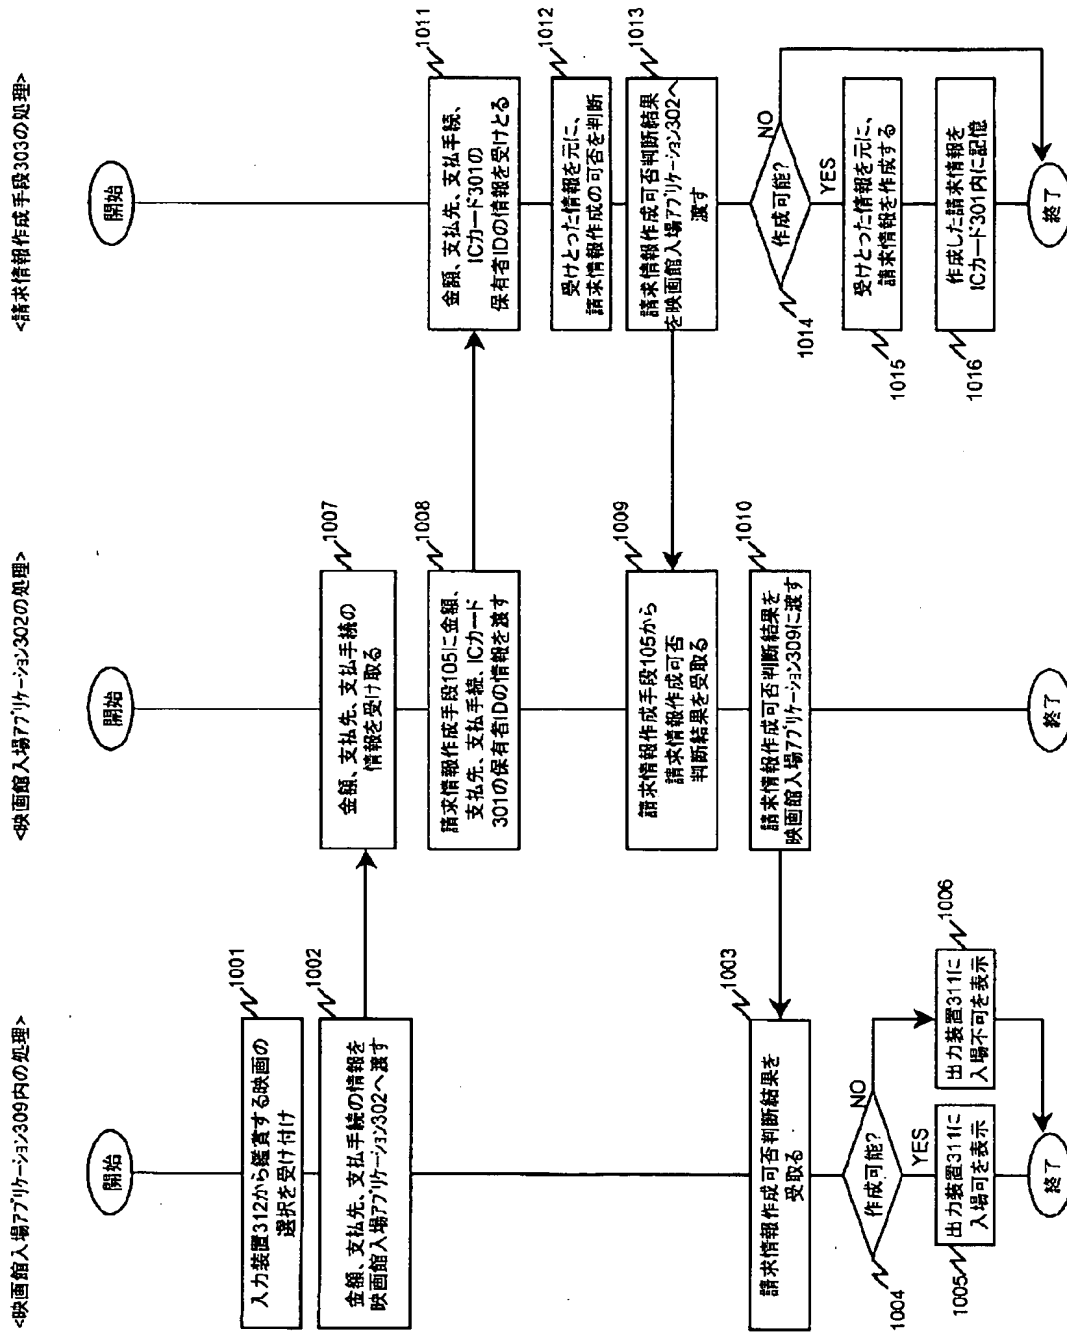 <映画館入場アプリケーション309内の処理>
開始
1001
入力装置312から鑑賞する映画の
選択を受け付け
1002
金額、支払先、支払手続の情報を
映画館入場アプリケーション302へ渡す
1003
請求情報作成可否判断結果を
受取る
作成可能?
1004
NO
YES
1005
出力装置311に
入場可を表示
1006
出力装置311に
入場不可を表示
終了
<映画館入場アプリケーション302の処理>
開始
1007
金額、支払先、支払手続の
情報を受け取る
1008
請求情報作成手段105に金額、
支払先、支払手続、ICカード
301の保有者IDの情報を渡す
1009
請求情報作成手段105から
請求情報作成可否
判断結果を受取る
1010
請求情報作成可否判断結果を
映画館入場アプリケーション309に渡す
終了
<請求情報作成手段303の処理>
開始
1011
金額、支払先、支払手続、
ICカード301の
保有者IDの情報を受けとる
1012
受けとった情報を元に、
請求情報作成の可否を判断
1013
請求情報作成可否判断結果
を映画館入場アプリケーション302へ
渡す
作成可能?
1014
NO
YES
1015
受けとった情報を元に、
請求情報を作成する
1016
作成した請求情報を
ICカード301内に記憶
終了